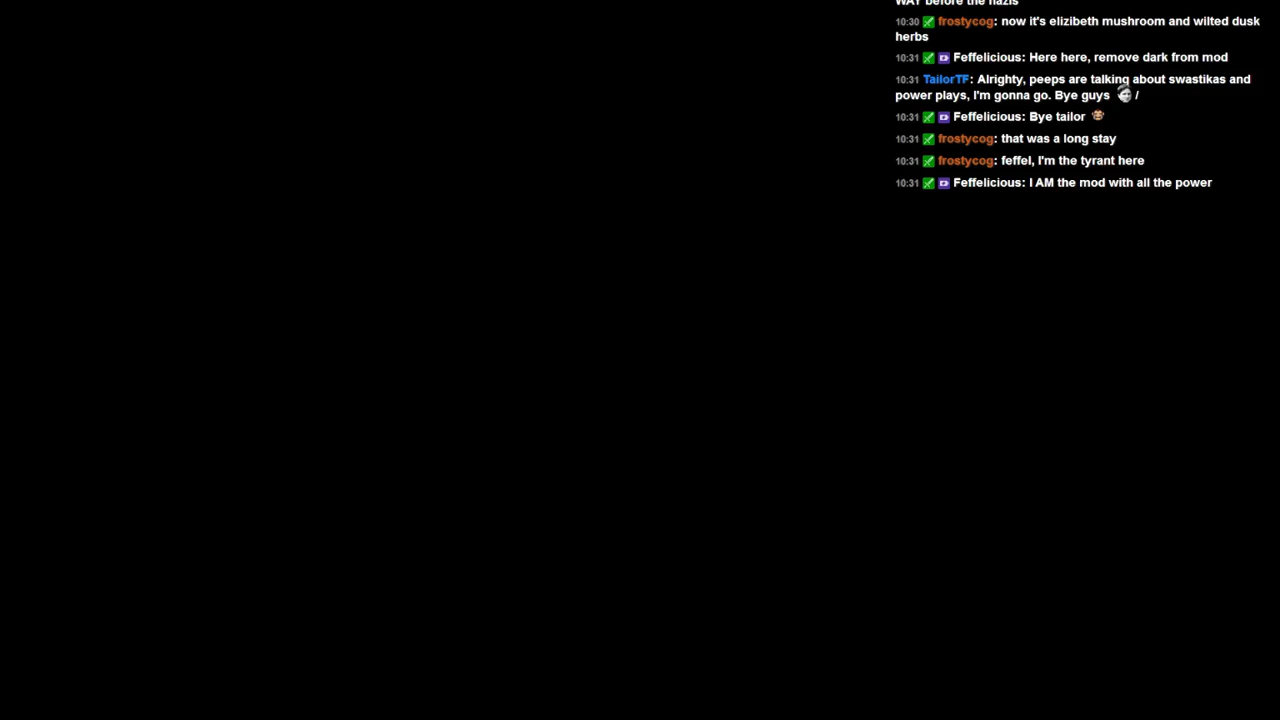 WAY before the nazis
10:30 frostycog: now it's elizibeth mushroom and wilted dusk
herbs
10:31 Feffelicious: Here here, remove dark from mod
10:31 TailorTF: Alrighty, peeps are talking about swastikas and
power plays, I'm gonna go. Bye guys /
10:31 Feffelicious: Bye tailor
10:31 frostycog: that was a long stay
10:31 frostycog: feffel, I'm the tyrant here
10:31 Feffelicious: I AM the mod with all the power